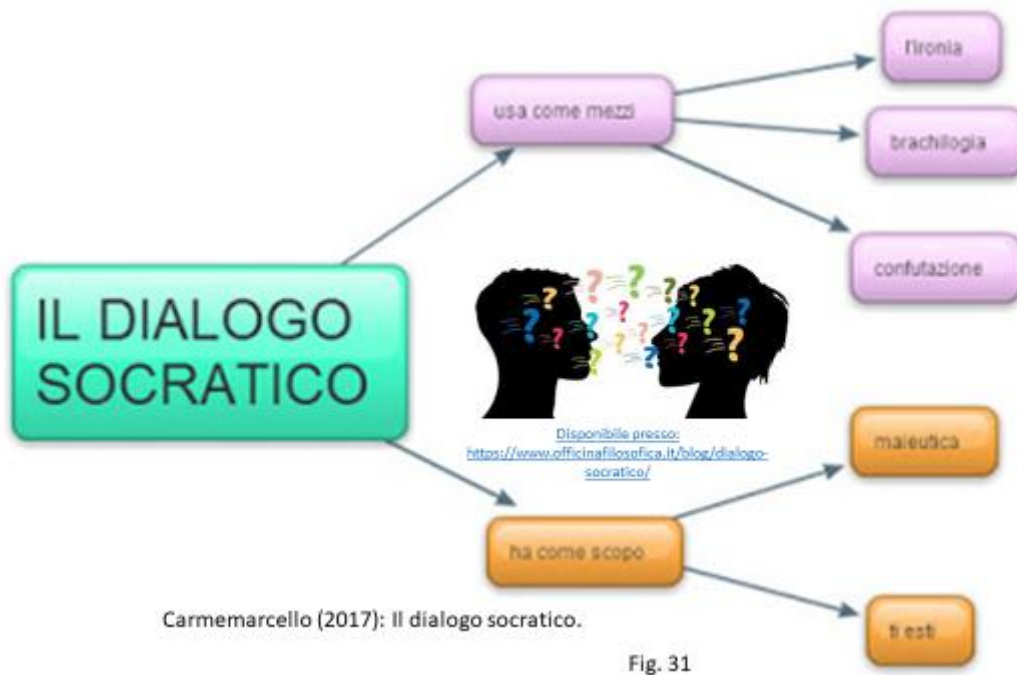 l'ironia
usa come mezzi
brachilogia
confutazione
IL DIALOGO
SOCRATICO
Disponibile presso:
https://www.officinafilosofica.it/blog/dialogo-
socratico/
maieutica
ha come scopo
ti esti
Carmemarcello (2017): Il dialogo socratico.
Fig. 31